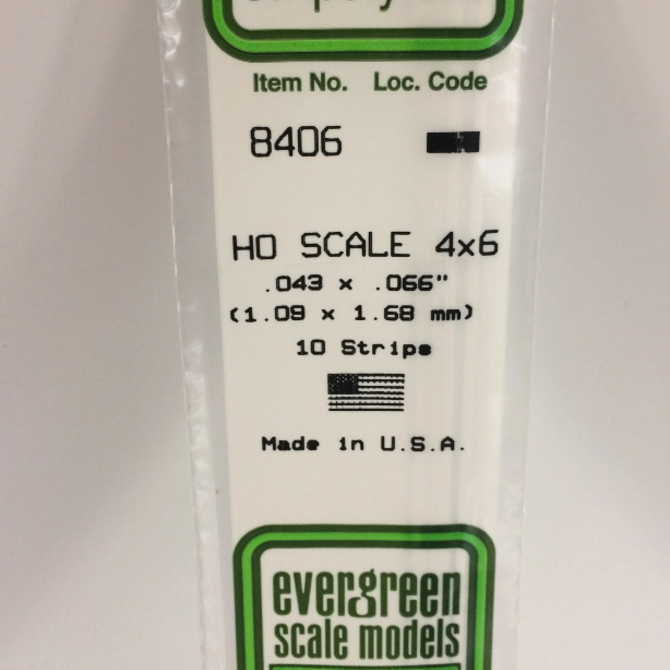 Item No. Loc. Code
8406
HO SCALE 4x6
.043 x .066"
(1.09 x 1.68 mm)
10 Strips
Made in U.S.A.
evergreen
scale models